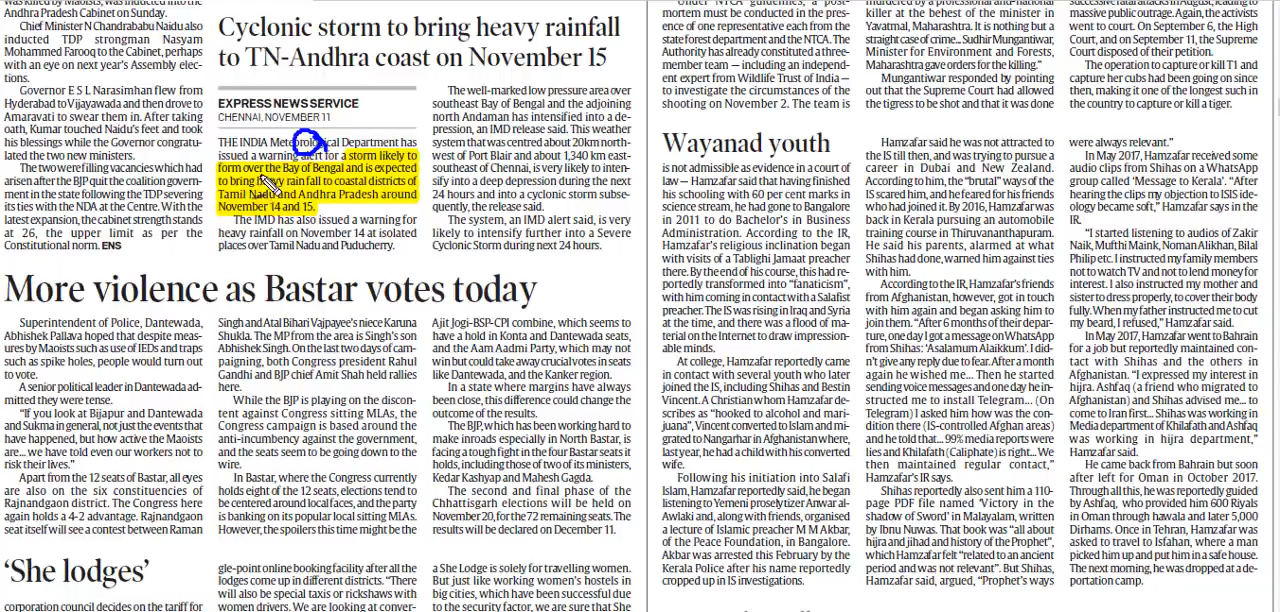 was killed by Maoists, was inducted into
Andhra Pradesh Cabinet on Sunday.
Chief Minister N Chandrababu Naidu also
inducted TDP strongman Nasyam
Mohammed Farooq to the Cabinet, perhaps
with an eye on next year's Assembly elec-
tions.
Governor E S L Narasimhan flew from
Hyderabad to Vijayawada and then drove to
Amaravati to swear them in. After taking
oath, Kumar touched Naidu's feet and took
his blessings while the Governor congratu-
lated the two new ministers.
The two were filling vacancies which had
arisen after the BJP quit the coalition govern-
ment in the state following the TDP severing
its ties with the NDA at the Centre. With the
latest expansion, the cabinet strength stands
at 26, the upper limit as per the
Constitutional norm. ENS
Cyclonic storm to bring heavy rainfall
to TN-Andhra coast on November 15
EXPRESS NEWS SERVICE
CHENNAI, NOVEMBER 11
THE INDIA Meteorological Department has
issued a warning alert for a storm likely to
form over the Bay of Bengal and is expected
to bring heavy rainfall to coastal districts of
Tamil Nadu and Andhra Pradesh around
November 14 and 15.
The IMD has also issued a warning for
heavy rainfall on November 14 at isolated
places over Tamil Nadu and Puducherry.
The well-marked low pressure area over
southeast Bay of Bengal and the adjoining
north Andaman has intensified into a de-
pression, an IMD release said. This weather
system that was centred about 20km north-
west of Port Blair and about 1,340 km east-
southeast of Chennai, is very likely to inten-
sify into a deep depression during the next
24 hours and into a cyclonic storm subse-
quently, the release said.
The system, an IMD alert said, is very
likely to intensify further into a Severe
Cyclonic Storm during next 24 hours.
More violence as Bastar votes today
Superintendent of Police, Dantewada,
Abhishek Pallava hoped that despite meas-
ures by Maoists such as use of IEDs and traps
such as spike holes, people would turn out
to vote.
A senior political leader in Dantewada ad-
mitted they were tense.
"If you look at Bijapur and Dantewada
and Sukma in general, not just the events that
have happened, but how active the Maoists
are... we have told even our workers not to
risk their lives."
Apart from the 12 seats of Bastar, all eyes
are also on the six constituencies of
Rajnandgaon district. The Congress here
again holds a 4-2 advantage. Rajnandgaon
seat itself will see a contest between Raman
Singh and Atal Bihari Vajpayee's niece Karuna
Shukla. The MP from the area is Singh's son
Abhishek Singh. On the last two days of cam-
paigning, both Congress president Rahul
Gandhi and BJP chief Amit Shah held rallies
here.
While the BJP is playing on the discon-
tent against Congress sitting MLAs, the
Congress campaign is based around the
anti-incumbency against the government,
and the seats seem to be going down to the
wire.
In Bastar, where the Congress currently
holds eight of the 12 seats, elections tend to
be centered around local faces, and the party
is banking on its popular local sitting MLAs.
However, the spoilers this time might be the
Ajit Jogi-BSP-CPI combine, which seems to
have a hold in Konta and Dantewada seats,
and the Aam Aadmi Party, which may not
win but could take away crucial votes in seats
like Dantewada, and the Kanker region.
In a state where margins have always
been close, this difference could change the
outcome of the results.
The BJP, which has been working hard to
make inroads especially in North Bastar, is
facing a tough fight in the four Bastar seats it
holds, including those of two of its ministers,
Kedar Kashyap and Mahesh Gagda.
The second and final phase of the
Chhattisgarh elections will be held on
November 20, for the 72 remaining seats. The
results will be declared on December 11.
'She lodges'
corporation council decides on the tariff for
gle-point online booking facility after all the
lodges come up in different districts. "There
will also be special taxis or rickshaws with
women drivers. We are looking at conver-
a She Lodge is solely for travelling women.
But just like working women's hostels in
big cities, which have been successful due
to the security factor, we are sure that She
Under NTCA guidelines, a post-
mortem must be conducted in the pres-
ence of one representative each from the
state forest department and the NTCA. The
Authority has already constituted a three-
member team — including an independ-
ent expert from Wildlife Trust of India —
to investigate the circumstances of the
shooting on November 2. The team is
killer at the behest of the minister in
Yavatmal, Maharashtra. It is nothing but a
straight case of crime... Sudhir Mungantiwar,
Minister for Environment and Forests,
Maharashtra gave orders for the killing."
Mungantiwar responded by pointing
out that the Supreme Court had allowed
the tigress to be shot and that it was done
successive fatal attacks in August, leading to
massive public outrage. Again, the activists
went to court. On September 6, the High
Court, and on September 11, the Supreme
Court disposed of their petition.
The operation to capture or kill T1 and
capture her cubs had been going on since
then, making it one of the longest such in
the country to capture or kill a tiger.
Wayanad youth
is not admissible as evidence in a court of
law — Hamzafar said that having finished
his schooling with 60 per cent marks in
science stream, he had gone to Bangalore
in 2011 to do Bachelor's in Business
Administration. According to the IR,
Hamzafar's religious inclination began
with visits of a Tablighi Jamaat preacher
there. By the end of his course, this had re-
portedly transformed into "fanaticism",
with him coming in contact with a Salafist
preacher. The IS was rising in Iraq and Syria
at the time, and there was a flood of ma-
terial on the Internet to draw impression-
able minds.
At college, Hamzafar reportedly came
in contact with several youth who later
joined the IS, including Shihas and Bestin
Vincent. A Christian whom Hamzafar de-
scribes as "hooked to alcohol and mari-
juana", Vincent converted to Islam and mi-
grated to Nangarhar in Afghanistan where,
last year, he had a child with his converted
wife.
Following his initiation into Salafi
Islam, Hamzafar reportedly said, he began
listening to Yemeni proselytizer Anwar al-
Awlaki and, along with friends, organised
a lecture of Islamic preacher M M Akbar,
of the Peace Foundation, in Bangalore.
Akbar was arrested this February by the
Kerala Police after his name reportedly
cropped up in IS investigations.
Hamzafar said he was not attracted to
the IS till then, and was trying to pursue a
career in Dubai and New Zealand.
According to him, the "brutal" ways of the
IS scared him, and he feared for his friends
who had joined it. By 2016, Hamzafar was
back in Kerala pursuing an automobile
training course in Thiruvananthapuram.
He said his parents, alarmed at what
Shihas had done, warned him against ties
with him.
According to the IR, Hamzafar's friends
from Afghanistan, however, got in touch
with him again and began asking him to
join them. "After 6 months of their depar-
ture, one day I got a message on WhatsApp
from Shihas: 'Asalamum Alaikkum'. I did-
n't give any reply due to fear. After a month
again he wished me... Then he started
sending voice messages and one day he in-
structed me to install Telegram... (On
Telegram) I asked him how was the con-
dition there (IS-controlled Afghan areas)
and he told that... 99% media reports were
lies and Khilafath (Caliphate) is right... We
then maintained regular contact,"
Hamzafar's IR says.
Shihas reportedly also sent him a 110-
page PDF file named 'Victory in the
shadow of Sword' in Malayalam, which
written by Ibnu Nuwas. That book was "all about
hijra and jihad and history of the Prophet",
which Hamzafar felt "related to an ancient
period and was not relevant". But Shihas,
Hamzafar said, argued, "Prophet's ways
were always relevant."
In May 2017, Hamzafar received some
audio clips from Shihas on a WhatsApp
group called 'Message to Kerala'. "After
hearing the clips my objection to ISIS ide-
ology became soft," Hamzafar says in the
IR.
"I started listening to audios of Zakir
Naik, Mufthi Maink, Noman Alikhan, Bilal
Philip etc. I instructed my family members
not to watch TV and not to lend money for
interest. I also instructed my mother and
sister to dress properly, to cover their body
fully. When my father instructed me to cut
my beard, I refused," Hamzafar said.
In May 2017, Hamzafar went to Bahrain
for a job but reportedly maintained con-
tact with Shihas and the others in
Afghanistan. "I expressed my interest in
hijra. Ashfaq (a friend who migrated to
Afghanistan) and Shihas advised me... to
come to Iran first... Shihas was working in
Media department of Khilafath and Ashfaq
was working in hijra department,"
Hamzafar said.
He came back from Bahrain but soon
after left for Oman in October 2017.
Through all this, he was reportedly guided
by Ashfaq, who provided him 600 Riyals
in Oman through hawala and later 5,000
Dirhams. Once in Tehran, Hamzafar was
asked to travel to Isfahan, where a man
picked him up and put him in a safe house.
The next morning, he was dropped at a de-
portation camp.